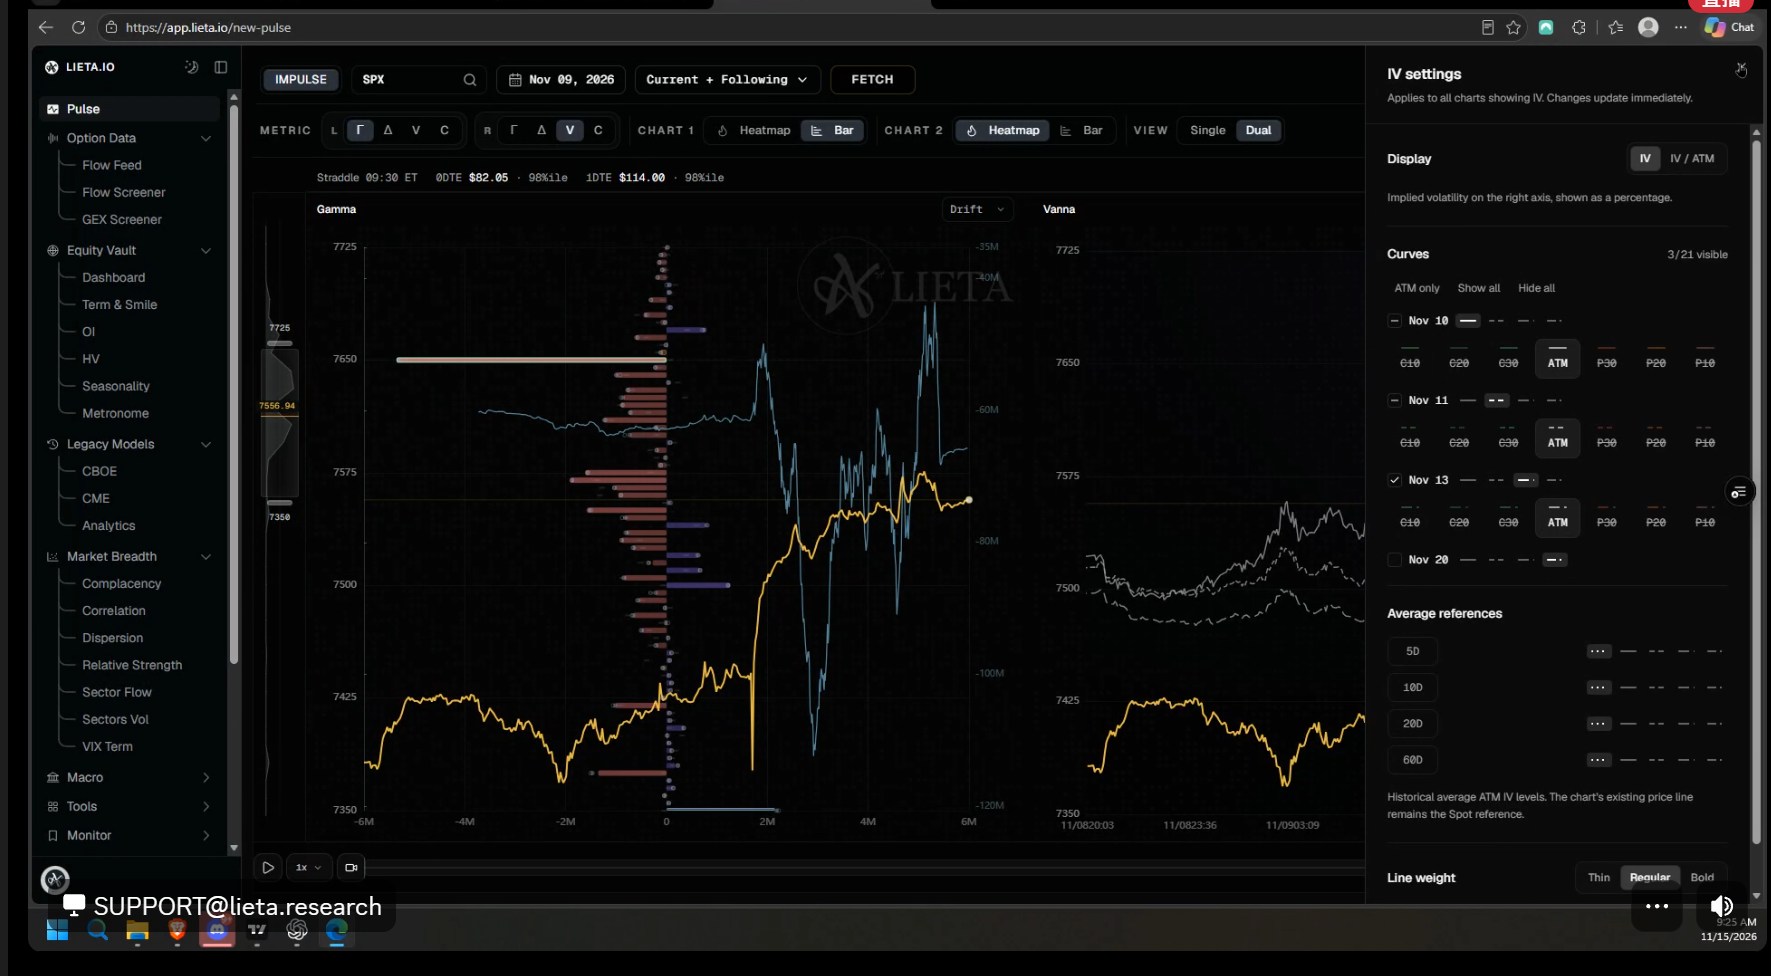 直播
https://app.lieta.io/new-pulse
Chat
LIETA.IO
Pulse
Option Data
Flow Feed
Flow Screener
GEX Screener
Equity Vault
Dashboard
Term & Smile
OI
HV
Seasonality
Metronome
Legacy Models
CBOE
CME
Analytics
Market Breadth
Complacency
Correlation
Dispersion
Relative Strength
Sector Flow
Sectors Vol
VIX Term
Macro
Tools
Monitor
IMPULSE SPX Nov 09, 2026 Current + Following FETCH
METRIC L Γ Δ V C R Γ Δ V C CHART 1 Heatmap Bar CHART 2 Heatmap Bar VIEW Single Dual
Straddle 09:30 ET 0DTE $82.05 · 98%ile 1DTE $114.00 · 98%ile
7725
7556.94
7350
Gamma
Drift
LIETA
7725
7650
7575
7500
7425
7350
-35M
-40M
-60M
-80M
-100M
-120M
-6M -4M -2M 0 2M 4M 6M
Vanna
7725
7650
7575
7500
7425
7350
11/0820:03 11/0823:36 11/0903:09
1x
IV settings
Applies to all charts showing IV. Changes update immediately.
Display IV IV / ATM
Implied volatility on the right axis, shown as a percentage.
Curves 3/21 visible
ATM only Show all Hide all
Nov 10
C10 C20 C30 ATM P30 P20 P10
Nov 11
C10 C20 C30 ATM P30 P20 P10
Nov 13
C10 C20 C30 ATM P30 P20 P10
Nov 20
Average references
5D
10D
20D
60D
Historical average ATM IV levels. The chart's existing price line
remains the Spot reference.
Line weight Thin Regular Bold
SUPPORT@lieta.research
9:25 AM
11/15/2026